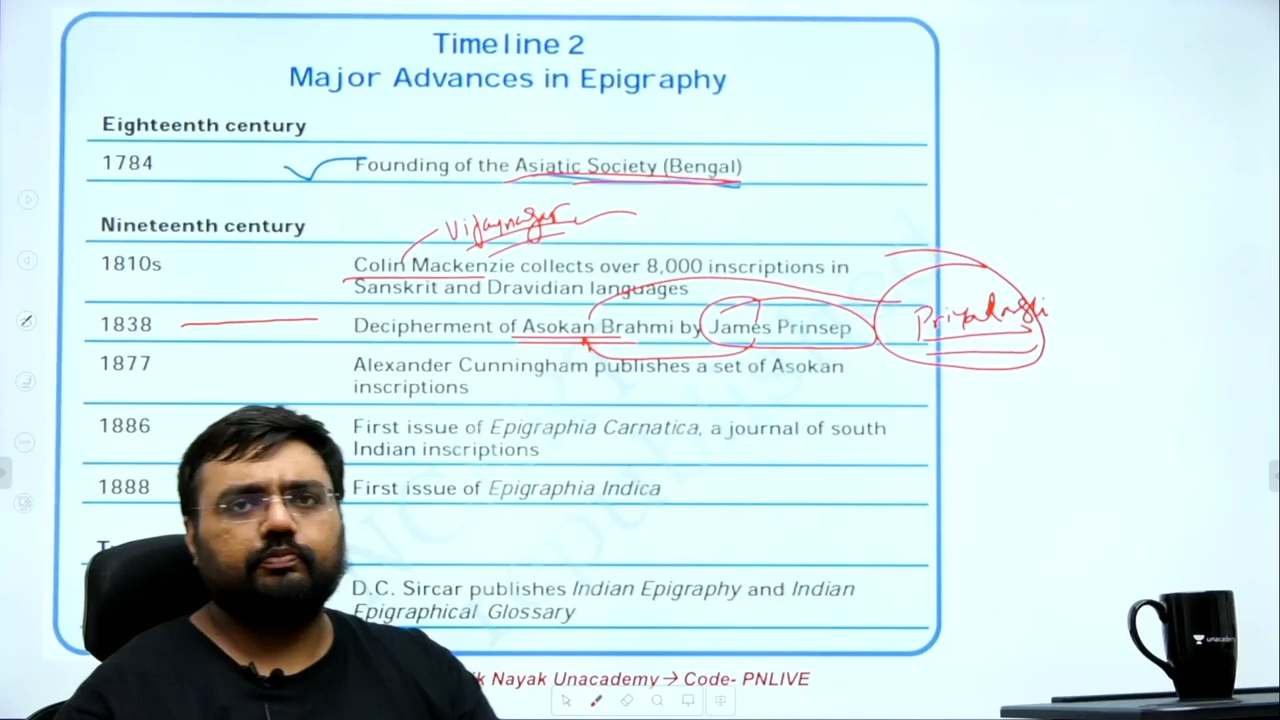 Timeline 2
Major Advances in Epigraphy
Eighteenth century
1784 Founding of the Asiatic Society (Bengal)
Nineteenth century
Vijaynagar
1810s Colin Mackenzie collects over 8,000 inscriptions in
Sanskrit and Dravidian languages
1838 Decipherment of Asokan Brahmi by James Prinsep
1877 Alexander Cunningham publishes a set of Asokan
inscriptions
1886 First issue of Epigraphia Carnatica, a journal of south
Indian inscriptions
1888 First issue of Epigraphia Indica
D.C. Sircar publishes Indian Epigraphy and Indian
Epigraphical Glossary
Nayak Unacademy → Code- PNLIVE
unacademy